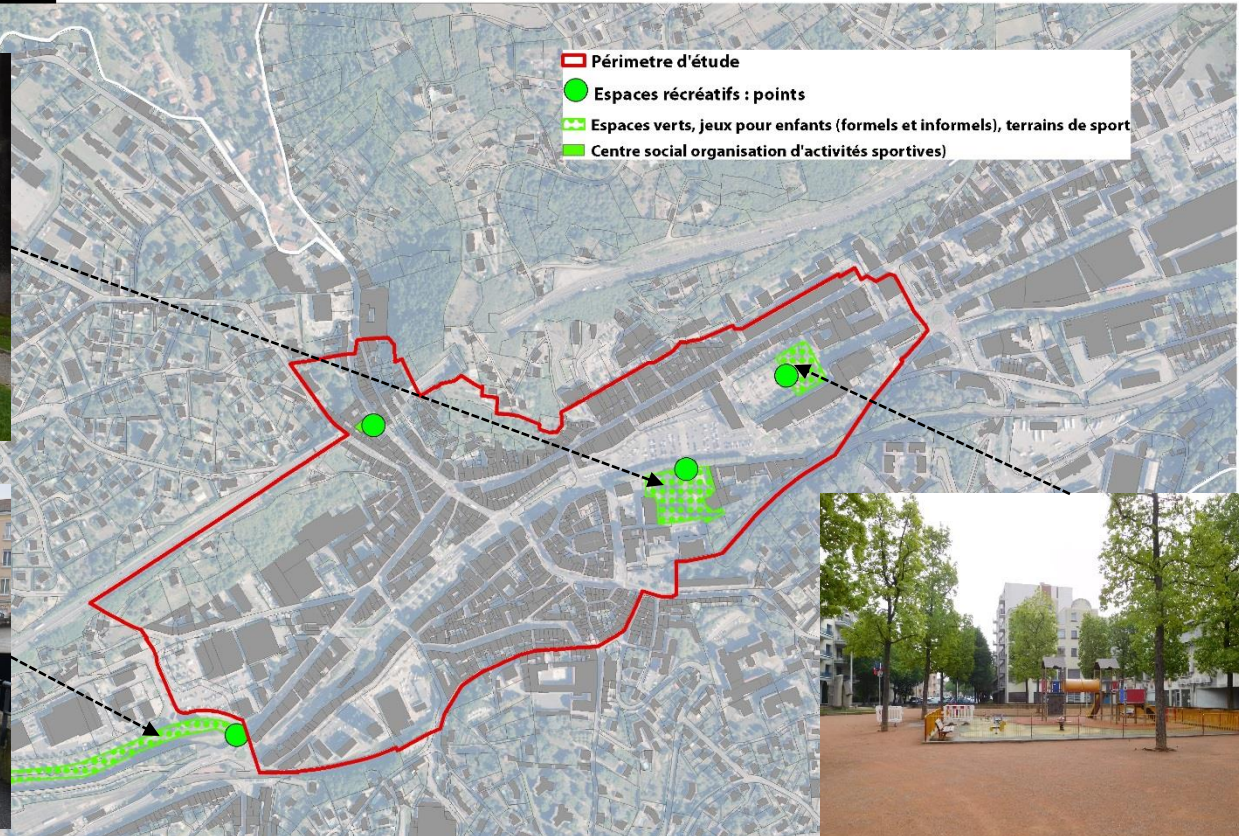 Périmetre d'étude
Espaces récréatifs : points
Espaces verts, jeux pour enfants (formels et informels), terrains de sport
Centre social organisation d'activités sportives)